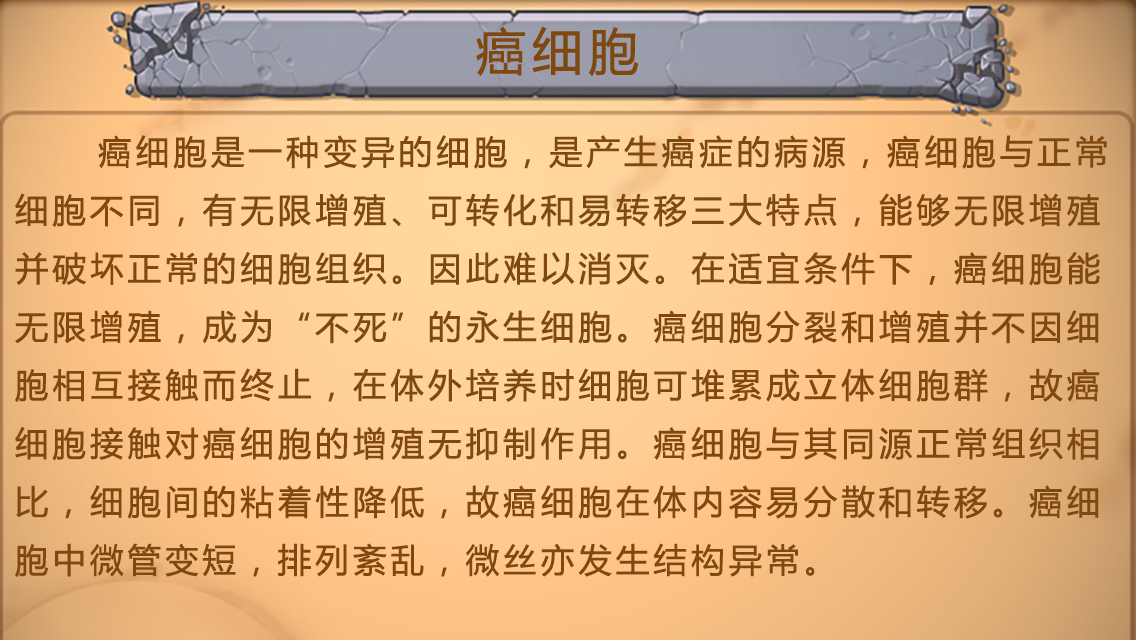 癌细胞
癌细胞是一种变异的细胞，是产生癌症的病源，癌细胞与正常
细胞不同，有无限增殖、可转化和易转移三大特点，能够无限增殖
并破坏正常的细胞组织。因此难以消灭。在适宜条件下，癌细胞能
无限增殖，成为“不死”的永生细胞。癌细胞分裂和增殖并不因细
胞相互接触而终止，在体外培养时细胞可堆累成立体细胞群，故癌
细胞接触对癌细胞的增殖无抑制作用。癌细胞与其同源正常组织相
比，细胞间的粘着性降低，故癌细胞在体内容易分散和转移。癌细
胞中微管变短，排列紊乱，微丝亦发生结构异常。